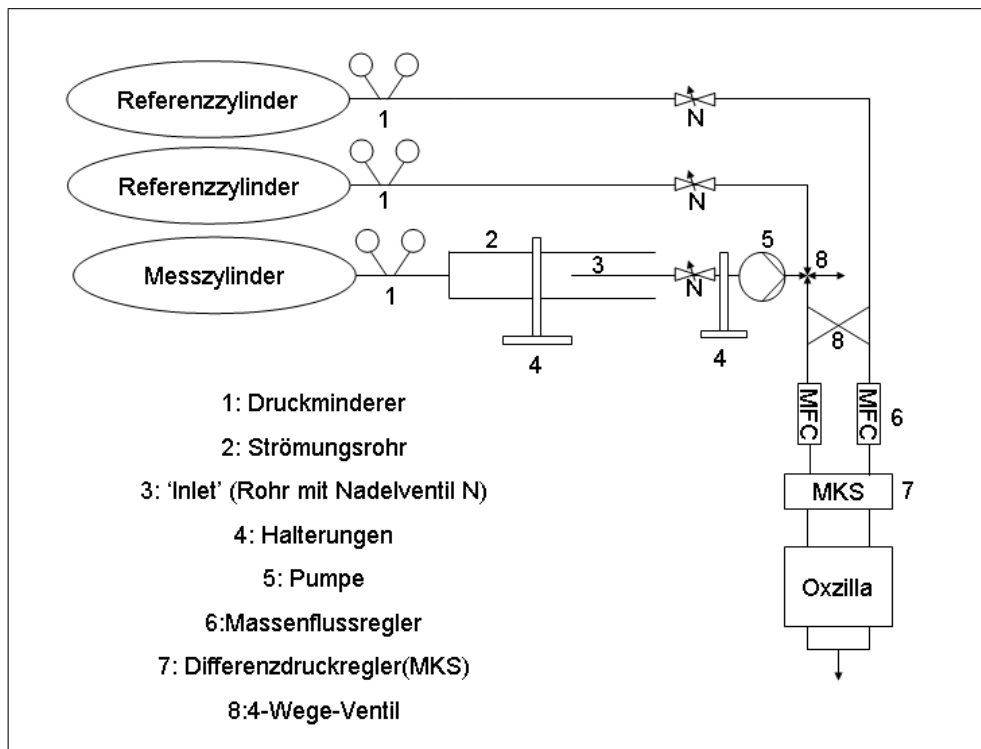 Referenzzylinder
1
N
Referenzzylinder
1
N
Messzylinder
1
2
3
N
5
8
4
4
8
1: Druckminderer
2: Strömungsrohr
3: ‘Inlet’ (Rohr mit Nadelventil N)
4: Halterungen
5: Pumpe
6:Massenflussregler
7: Differenzdruckregler(MKS)
8:4-Wege-Ventil
MFC
MFC
6
MKS
7
Oxzilla